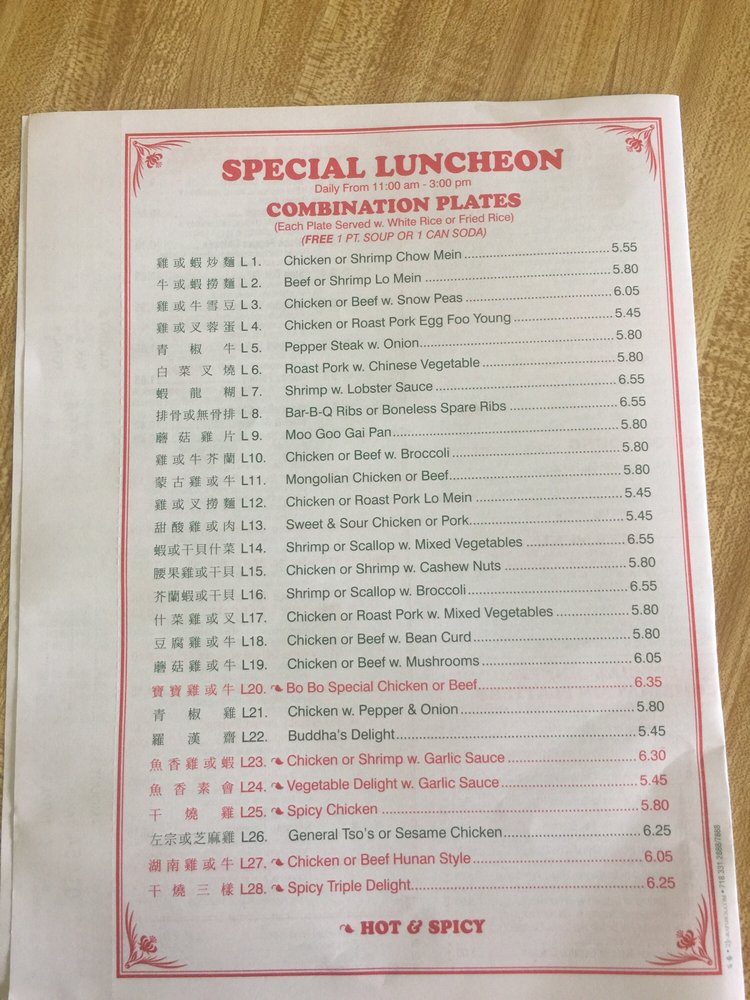 SPECIAL LUNCHEON
Daily From 11:00 am - 3:00 pm
COMBINATION PLATES
(Each Plate Served w. White Rice or Fried Rice)
(FREE 1 PT. SOUP OR 1 CAN SODA)
雞或蝦炒麵 L 1. Chicken or Shrimp Chow Mein 5.55
牛或蝦撈麵 L 2. Beef or Shrimp Lo Mein 5.80
雞或牛雪豆 L 3. Chicken or Beef w. Snow Peas 6.05
雞或叉蓉蛋 L 4. Chicken or Roast Pork Egg Foo Young 5.45
青椒牛 L 5. Pepper Steak w. Onion 5.80
白菜叉燒 L 6. Roast Pork w. Chinese Vegetable 5.80
蝦龍糊 L 7. Shrimp w. Lobster Sauce 6.55
排骨或無骨排 L 8. Bar-B-Q Ribs or Boneless Spare Ribs 6.55
蘑菇雞片 L 9. Moo Goo Gai Pan 5.80
雞或牛芥蘭 L10. Chicken or Beef w. Broccoli 5.80
蒙古雞或牛 L11. Mongolian Chicken or Beef 5.80
雞或叉撈麵 L12. Chicken or Roast Pork Lo Mein 5.45
甜酸雞或肉 L13. Sweet & Sour Chicken or Pork 5.45
蝦或干貝什菜 L14. Shrimp or Scallop w. Mixed Vegetables 6.55
腰果雞或干貝 L15. Chicken or Shrimp w. Cashew Nuts 5.80
芥蘭蝦或干貝 L16. Shrimp or Scallop w. Broccoli 6.55
什菜雞或叉 L17. Chicken or Roast Pork w. Mixed Vegetables 5.80
豆腐雞或牛 L18. Chicken or Beef w. Bean Curd 5.80
蘑菇雞或牛 L19. Chicken or Beef w. Mushrooms 6.05
寶寶雞或牛 L20. Bo Bo Special Chicken or Beef 6.35
青椒雞 L21. Chicken w. Pepper & Onion 5.80
羅漢齋 L22. Buddha's Delight 5.45
魚香雞或蝦 L23. Chicken or Shrimp w. Garlic Sauce 6.30
魚香素會 L24. Vegetable Delight w. Garlic Sauce 5.45
干燒雞 L25. Spicy Chicken 5.80
左宗或芝麻雞 L26. General Tso's or Sesame Chicken 6.25
湖南雞或牛 L27. Chicken or Beef Hunan Style 6.05
干燒三樣 L28. Spicy Triple Delight 6.25
HOT & SPICY
718.331.2888/7888